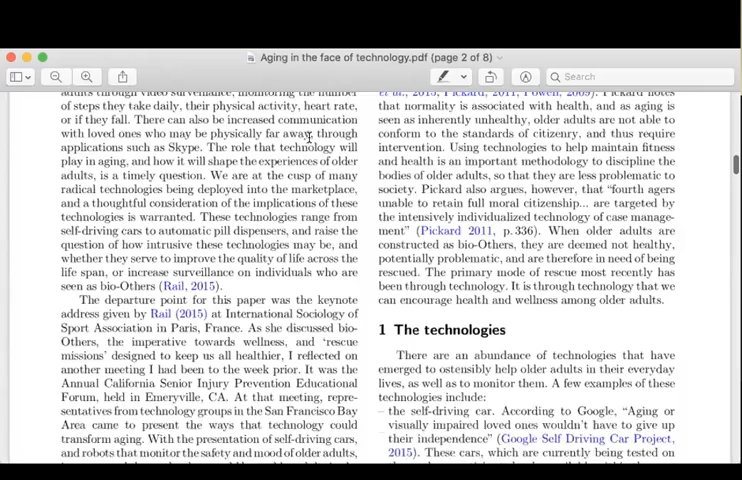 Aging in the face of technology.pdf (page 2 of 8)
Search
adults through video surveillance, monitoring the number
of steps they take daily, their physical activity, heart rate,
or if they fall. There can also be increased communication
with loved ones who may be physically far away, through
applications such as Skype. The role that technology will
play in aging, and how it will shape the experiences of older
adults, is a timely question. We are at the cusp of many
radical technologies being deployed into the marketplace,
and a thoughtful consideration of the implications of these
technologies is warranted. These technologies range from
self-driving cars to automatic pill dispensers, and raise the
question of how intrusive these technologies may be, and
whether they serve to improve the quality of life across the
life span, or increase surveillance on individuals who are
seen as bio-Others (Rail, 2015).
The departure point for this paper was the keynote
address given by Rail (2015) at International Sociology of
Sport Association in Paris, France. As she discussed bio-
Others, the imperative towards wellness, and ‘rescue
missions’ designed to keep us all healthier, I reflected on
another meeting I had been to the week prior. It was the
Annual California Senior Injury Prevention Educational
Forum, held in Emeryville, CA. At that meeting, repre-
sentatives from technology groups in the San Francisco Bay
Area came to present the ways that technology could
transform aging. With the presentation of self-driving cars,
and robots that monitor the safety and mood of older adults,
et al., 2015; Pickard, 2011; Powell, 2009). Pickard notes
that normality is associated with health, and as aging is
seen as inherently unhealthy, older adults are not able to
conform to the standards of citizenry, and thus require
intervention. Using technologies to help maintain fitness
and health is an important methodology to discipline the
bodies of older adults, so that they are less problematic to
society. Pickard also argues, however, that “fourth agers
unable to retain full moral citizenship... are targeted by
the intensively individualized technology of case manage-
ment” (Pickard 2011, p. 336). When older adults are
constructed as bio-Others, they are deemed not healthy,
potentially problematic, and are therefore in need of being
rescued. The primary mode of rescue most recently has
been through technology. It is through technology that we
can encourage health and wellness among older adults.
1 The technologies
There are an abundance of technologies that have
emerged to ostensibly help older adults in their everyday
lives, as well as to monitor them. A few examples of these
technologies include:
– the self-driving car. According to Google, “Aging or
visually impaired loved ones wouldn’t have to give up
their independence” (Google Self Driving Car Project,
2015). These cars, which are currently being tested on